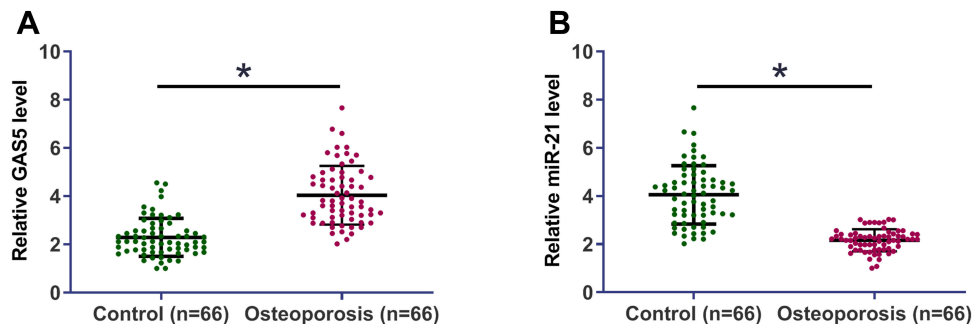 A
Relative GAS5 level
10
8
6
4
2
0
*
Control (n=66)
Osteoporosis (n=66)
B
Relative miR-21 level
10
8
6
4
2
0
*
Control (n=66)
Osteoporosis (n=66)